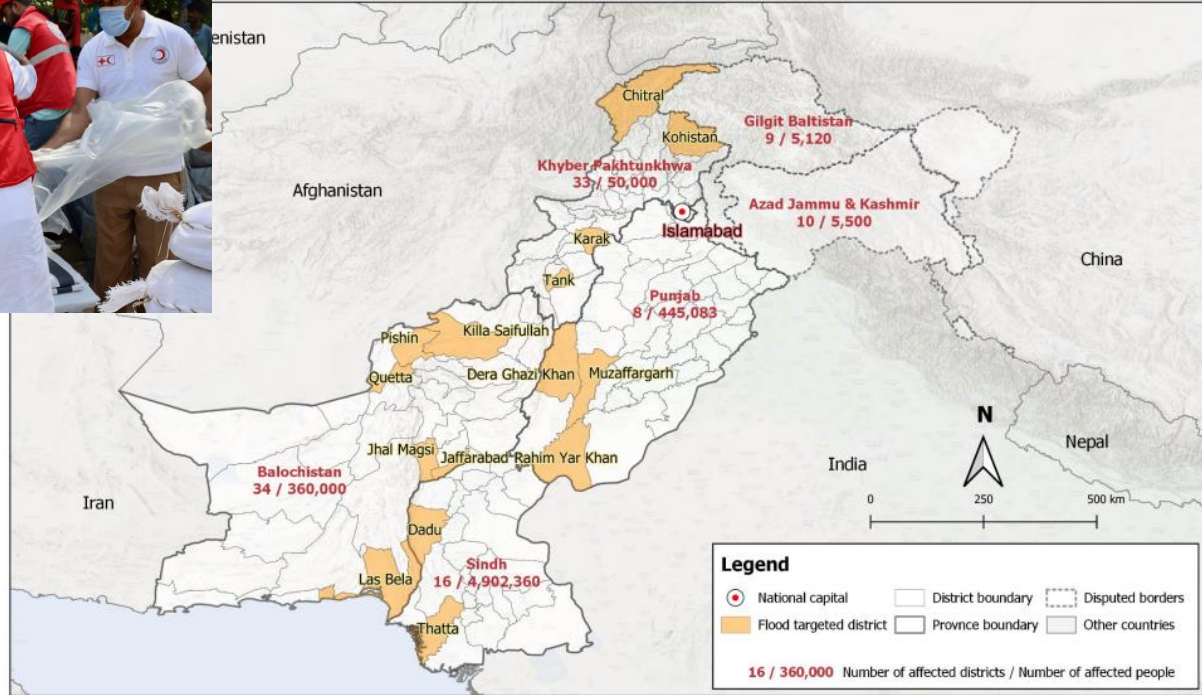 enistan
Chitral
Kohistan
Gilgit Baltistan
9 / 5,120
Khyber Pakhtunkhwa
33 / 50,000
Afghanistan
Azad Jammu & Kashmir
10 / 5,500
Islamabad
Karak
China
Tank
Punjab
8 / 445,083
Pishin
Killa Saifullah
Quetta
Dera Ghazi Khan
Muzaffargarh
N
Nepal
Jhal Magsi
Jaffarabad
Rahim Yar Khan
India
Balochistan
34 / 360,000
Iran
0 250 500 km
Dadu
Sindh
16 / 4,902,360
Las Bela
Thatta
Legend
National capital
District boundary
Disputed borders
Flood targeted district
Provnce boundary
Other countries
16 / 360,000 Number of affected districts / Number of affected people